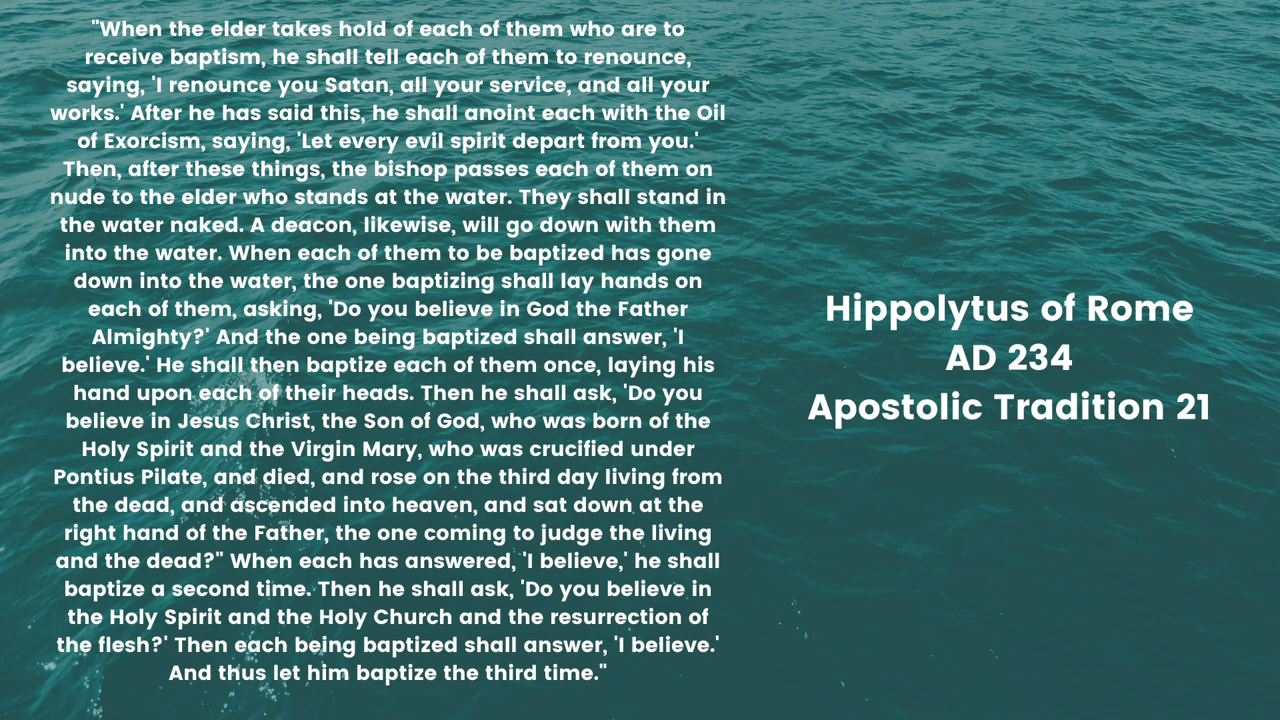 "When the elder takes hold of each of them who are to
receive baptism, he shall tell each of them to renounce,
saying, 'I renounce you Satan, all your service, and all your
works.' After he has said this, he shall anoint each with the Oil
of Exorcism, saying, 'Let every evil spirit depart from you.'
Then, after these things, the bishop passes each of them on
nude to the elder who stands at the water. They shall stand in
the water naked. A deacon, likewise, will go down with them
into the water. When each of them to be baptized has gone
down into the water, the one baptizing shall lay hands on
each of them, asking, 'Do you believe in God the Father
Almighty?' And the one being baptized shall answer, 'I
believe.' He shall then baptize each of them once, laying his
hand upon each of their heads. Then he shall ask, 'Do you
believe in Jesus Christ, the Son of God, who was born of the
Holy Spirit and the Virgin Mary, who was crucified under
Pontius Pilate, and died, and rose on the third day living from
the dead, and ascended into heaven, and sat down at the
right hand of the Father, the one coming to judge the living
and the dead?" When each has answered, 'I believe,' he shall
baptize a second time. Then he shall ask, 'Do you believe in
the Holy Spirit and the Holy Church and the resurrection of
the flesh?' Then each being baptized shall answer, 'I believe.'
And thus let him baptize the third time."
Hippolytus of Rome
AD 234
Apostolic Tradition 21